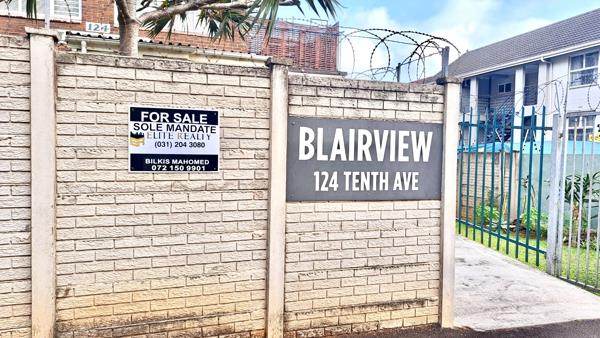 124
FOR SALE
SOLE MANDATE
ELITE REALTY
(031) 204 3080
BILKIS MAHOMED
072 150 9901
BLAIRVIEW
124 TENTH AVE